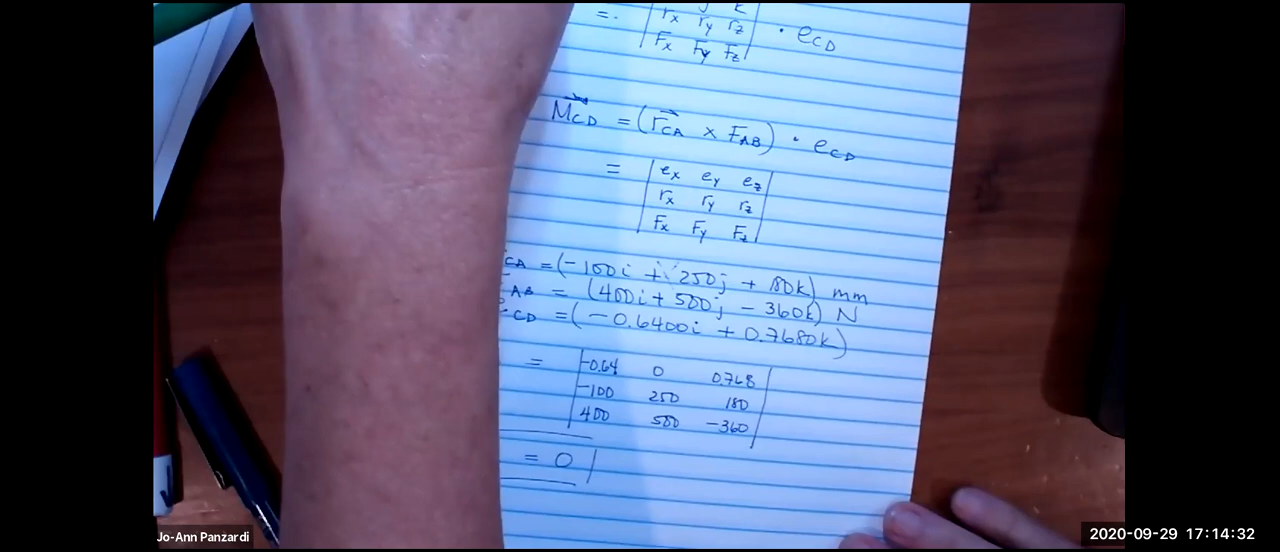 k
=. | rx ry rz | · eCD
| Fx Fy Fz |
MCD = (rCA x FAB) · eCD
= | ex ey ez |
| rx ry rz |
| Fx Fy Fz |
CA = (-100i + 250j + 180k) mm
AB = (400i + 500j - 360k) N
CD = (-0.6400i + 0.7680k)
= | -0.64 0 0.768 |
| -100 250 180 |
| 400 500 -360 |
= 0
Jo-Ann Panzardi
2020-09-29 17:14:32